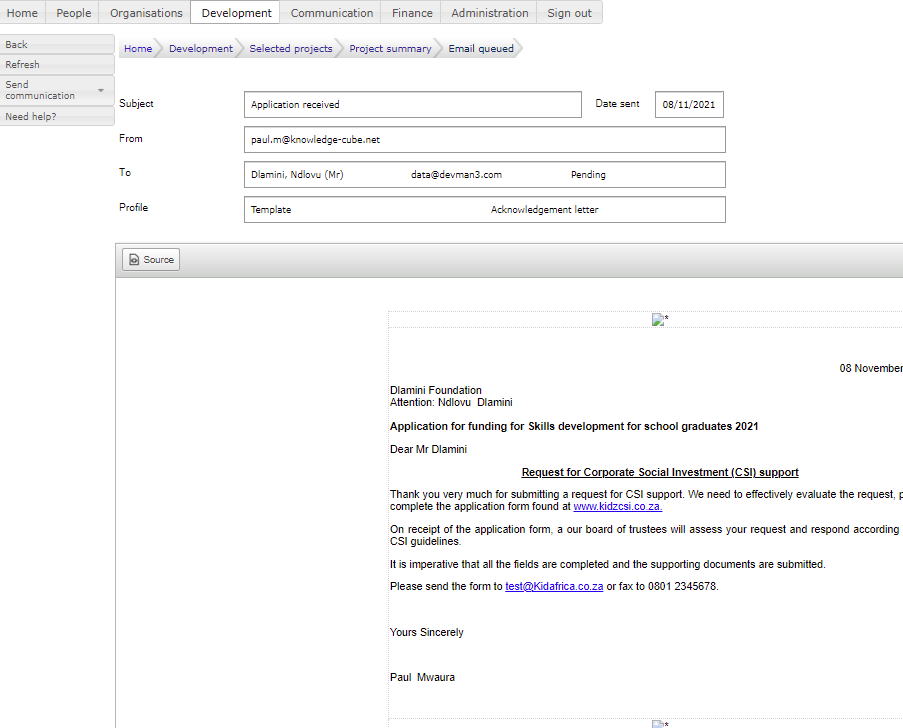 Home People Organisations Development Communication Finance Administration Sign out
Back
Refresh
Send
communication
Need help?
Home Development Selected projects Project summary Email queued
Subject Application received Date sent 08/11/2021
From paul.m@knowledge-cube.net
To Dlamini, Ndlovu (Mr) data@devman3.com Pending
Profile Template Acknowledgement letter
Source
*
08 November
Dlamini Foundation
Attention: Ndlovu Dlamini
Application for funding for Skills development for school graduates 2021
Dear Mr Dlamini
Request for Corporate Social Investment (CSI) support
Thank you very much for submitting a request for CSI support. We need to effectively evaluate the request, p
complete the application form found at www.kidzcsi.co.za.
On receipt of the application form, a our board of trustees will assess your request and respond according
CSI guidelines.
It is imperative that all the fields are completed and the supporting documents are submitted.
Please send the form to test@Kidafrica.co.za or fax to 0801 2345678.
Yours Sincerely
Paul Mwaura
*